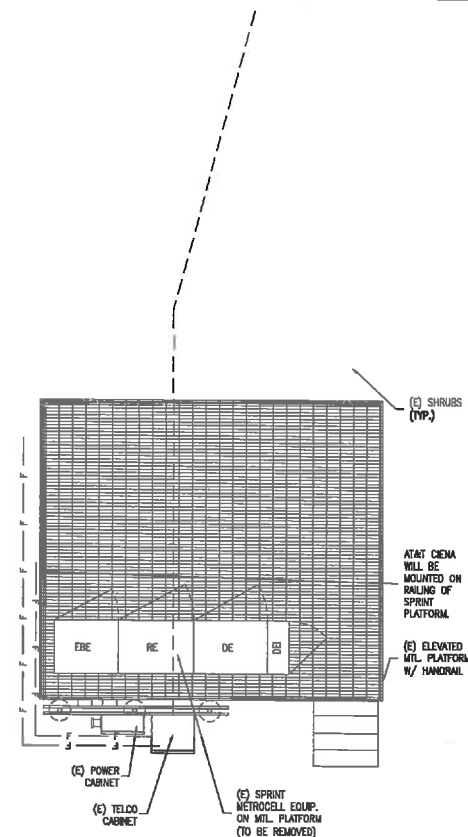 (E) SHRUBS
(TYP.)
AT&T CIENA
WILL BE
MOUNTED ON
RAILING OF
SPRINT
PLATFORM.
EBE
RE
DE
DEI
(E) ELEVATED
MTL. PLATFORM
W/ HANDRAIL
F
F
F
F
F
F
F
F
F
F
(E) POWER
CABINET
(E) TELCO
CABINET
(E) SPRINT
METROCELL EQUIP.
ON MTL. PLATFORM
(TO BE REMOVED)